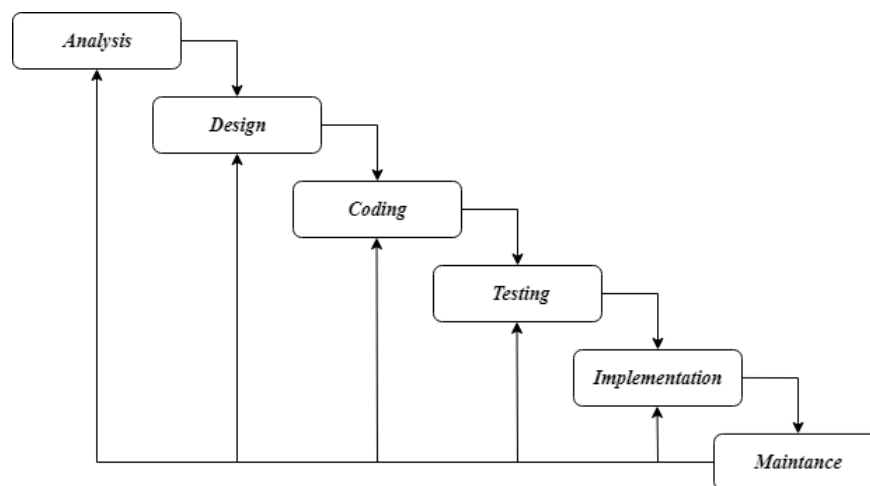 Analysis
Design
Coding
Testing
Implementation
Maintance